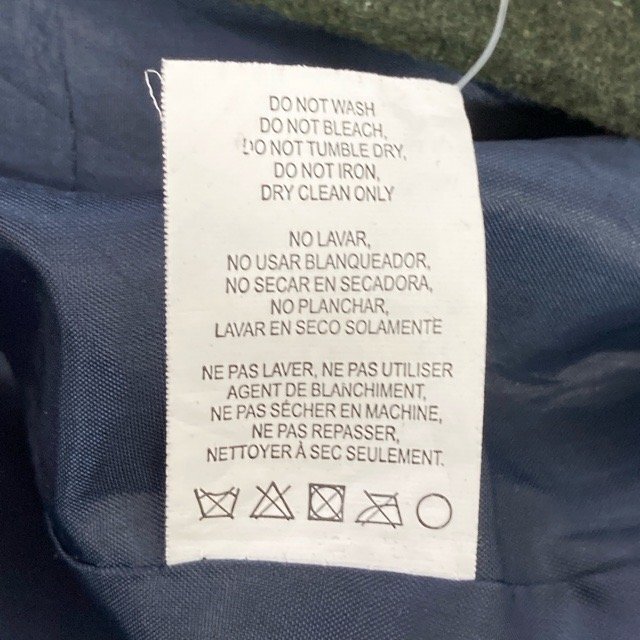 DO NOT WASH
DO NOT BLEACH,
DO NOT TUMBLE DRY,
DO NOT IRON,
DRY CLEAN ONLY
NO LAVAR,
NO USAR BLANQUEADOR,
NO SECAR EN SECADORA,
NO PLANCHAR,
LAVAR EN SECO SOLAMENTE
NE PAS LAVER, NE PAS UTILISER
AGENT DE BLANCHIMENT,
NE PAS SÉCHER EN MACHINE,
NE PAS REPASSER,
NETTOYER À SEC SEULEMENT.